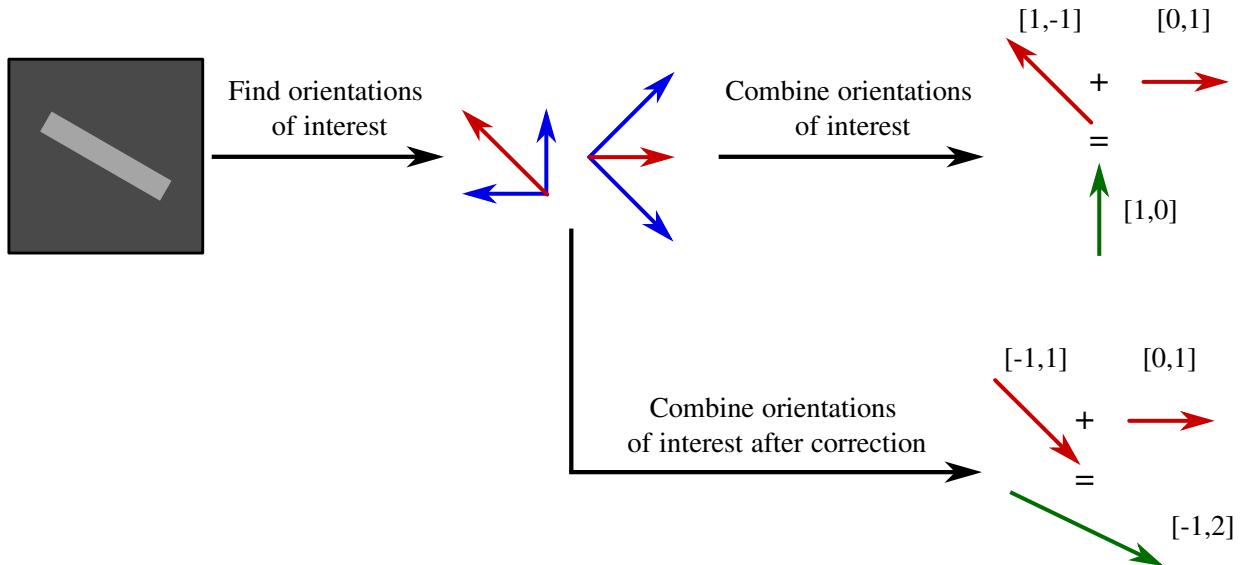 [1,-1]
[0,1]
Find orientations
of interest
Combine orientations
of interest
+
=
[1,0]
[-1,1]
[0,1]
Combine orientations
of interest after correction
+
=
[-1,2]